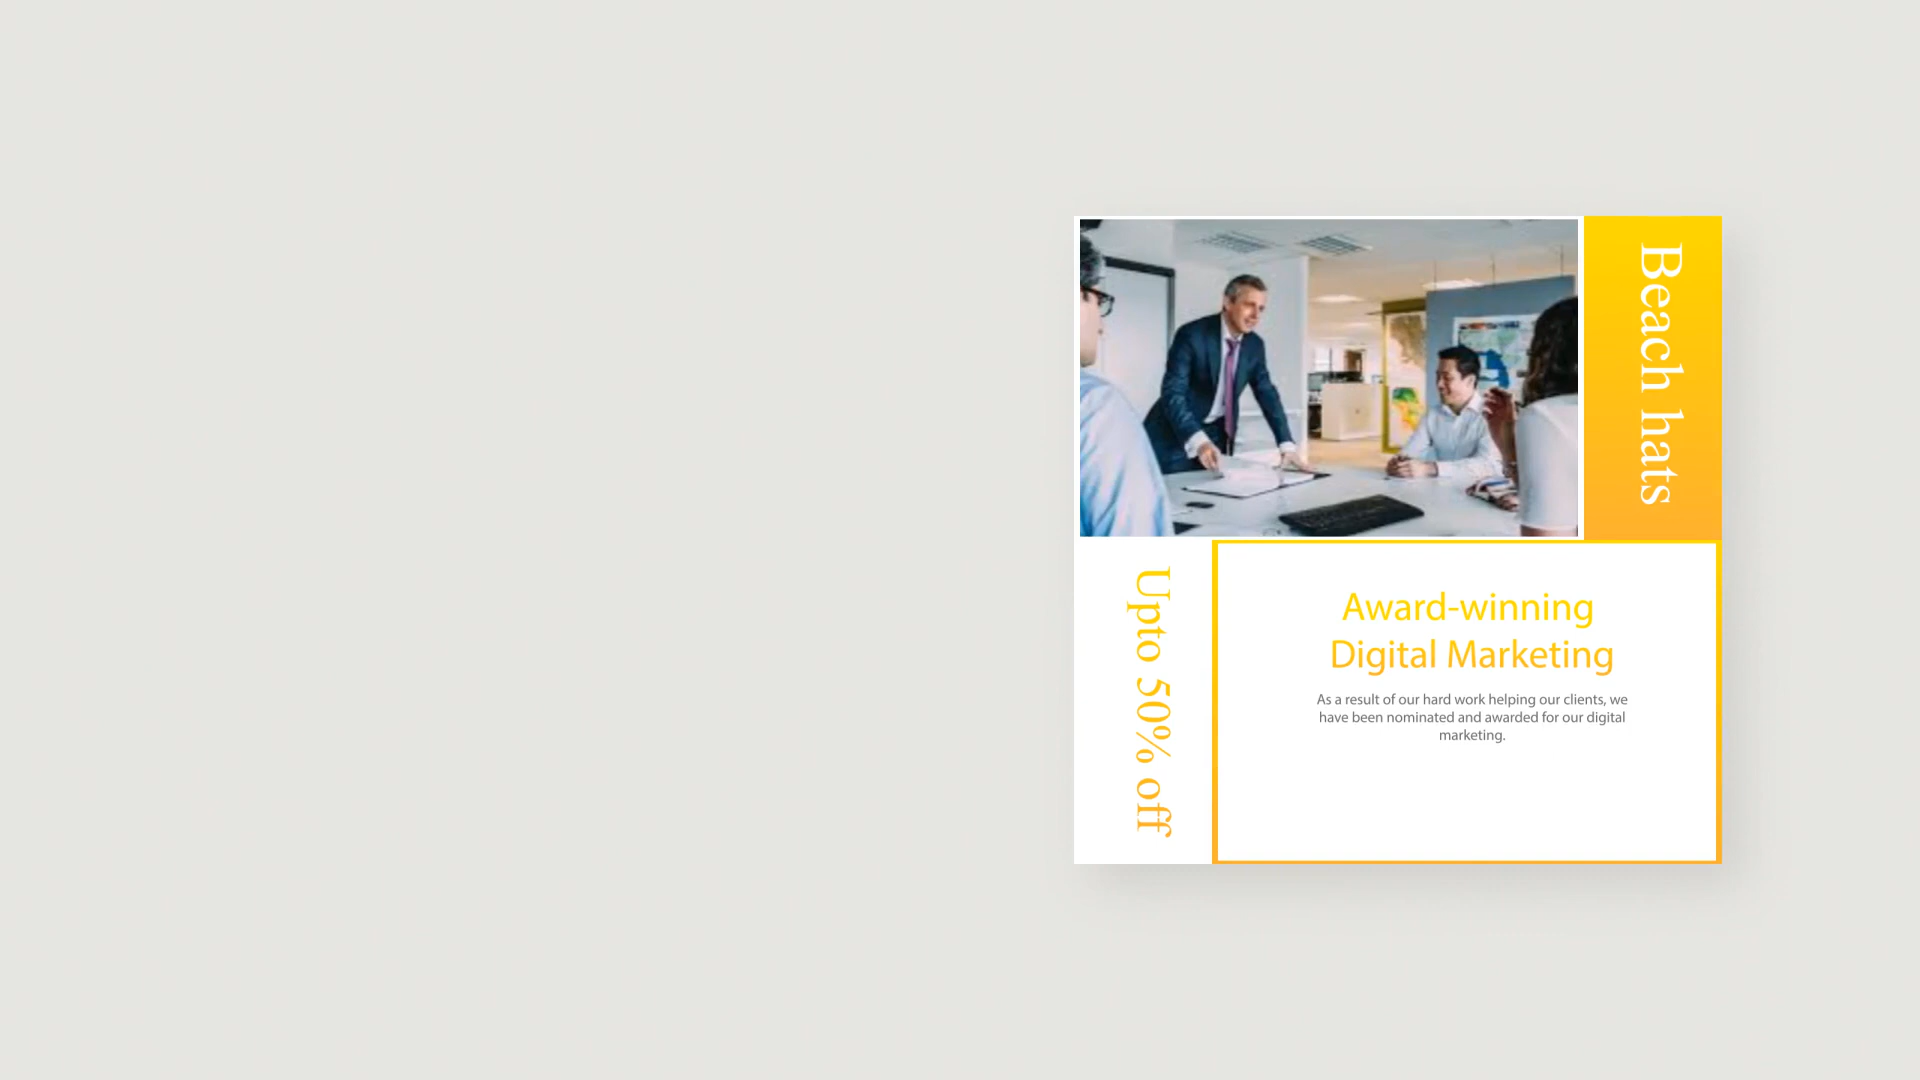 Beach hats
Upto 50% off
Award-winning
Digital Marketing
As a result of our hard work helping our clients, we
have been nominated and awarded for our digital
marketing.